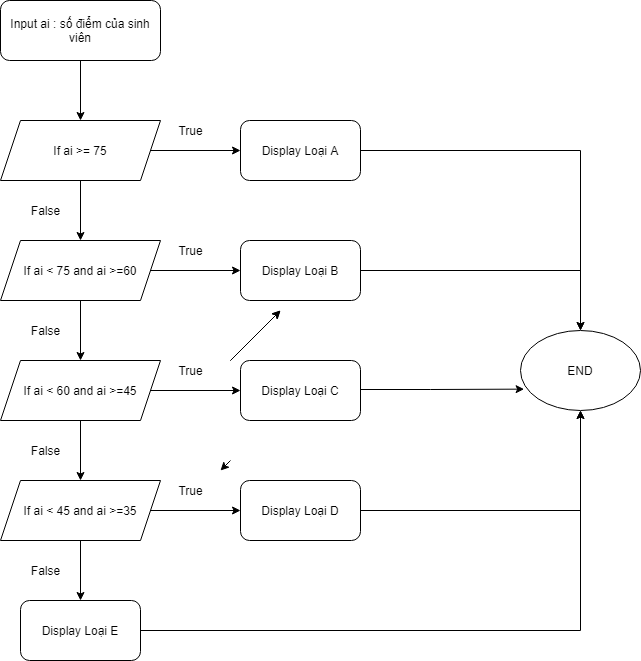 Input ai : số điểm của sinh
viên
True
If ai >= 75
Display Loại A
False
True
If ai < 75 and ai >=60
Display Loại B
False
True
If ai < 60 and ai >=45
Display Loại C
END
False
True
If ai < 45 and ai >=35
Display Loại D
False
Display Loại E